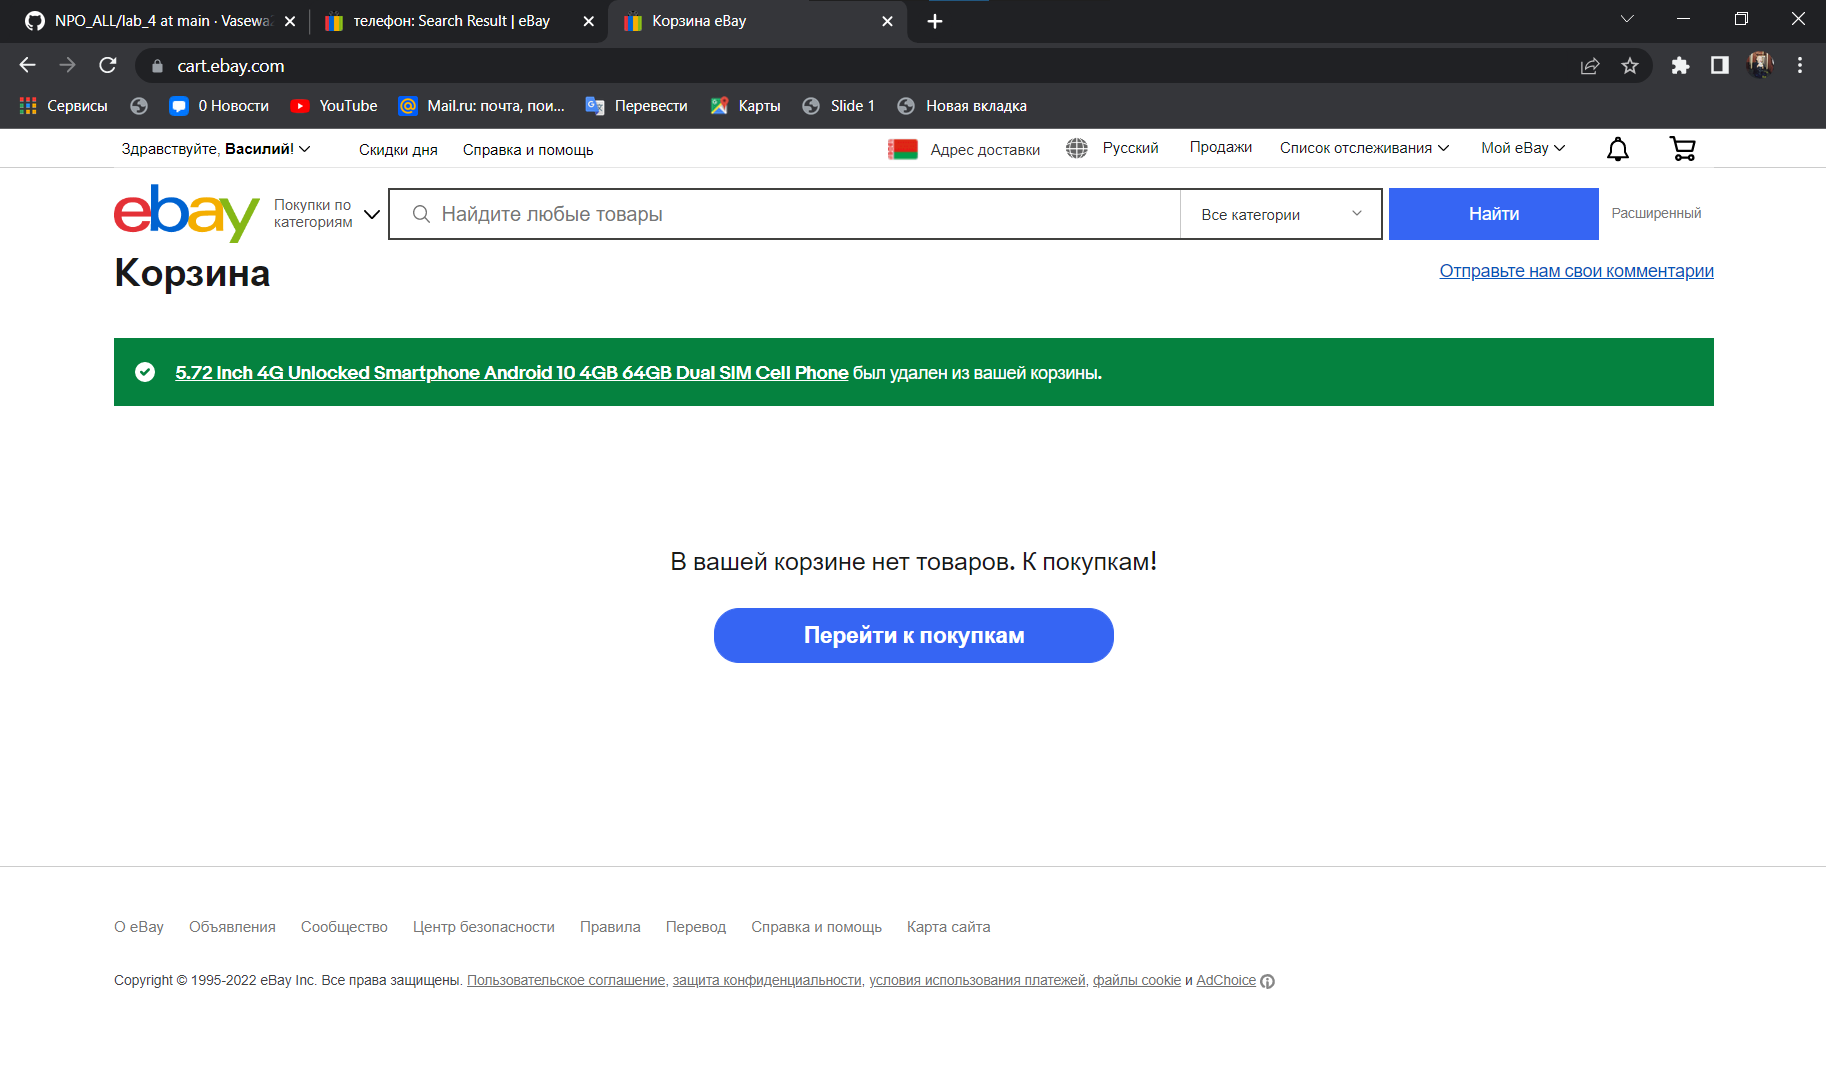 NPO_ALL/lab_4 at main · Vasewa
телефон: Search Result | eBay
Корзина eBay
cart.ebay.com
Сервисы
0 Новости
YouTube
Mail.ru: почта, пои...
Перевести
Карты
Slide 1
Новая вкладка
Здравствуйте, Василий!
Скидки дня
Справка и помощь
Адрес доставки
Русский
Продажи
Список отслеживания
Мой eBay
ebay
Покупки по
категориям
Найдите любые товары
Все категории
Найти
Расширенный
Корзина
Отправьте нам свои комментарии
5.72 Inch 4G Unlocked Smartphone Android 10 4GB 64GB Dual SIM Cell Phone был удален из вашей корзины.
В вашей корзине нет товаров. К покупкам!
Перейти к покупкам
О eBay Объявления Сообщество Центр безопасности Правила Перевод Справка и помощь Карта сайта
Copyright © 1995-2022 eBay Inc. Все права защищены. Пользовательское соглашение, защита конфиденциальности, условия использования платежей, файлы cookie и AdChoice